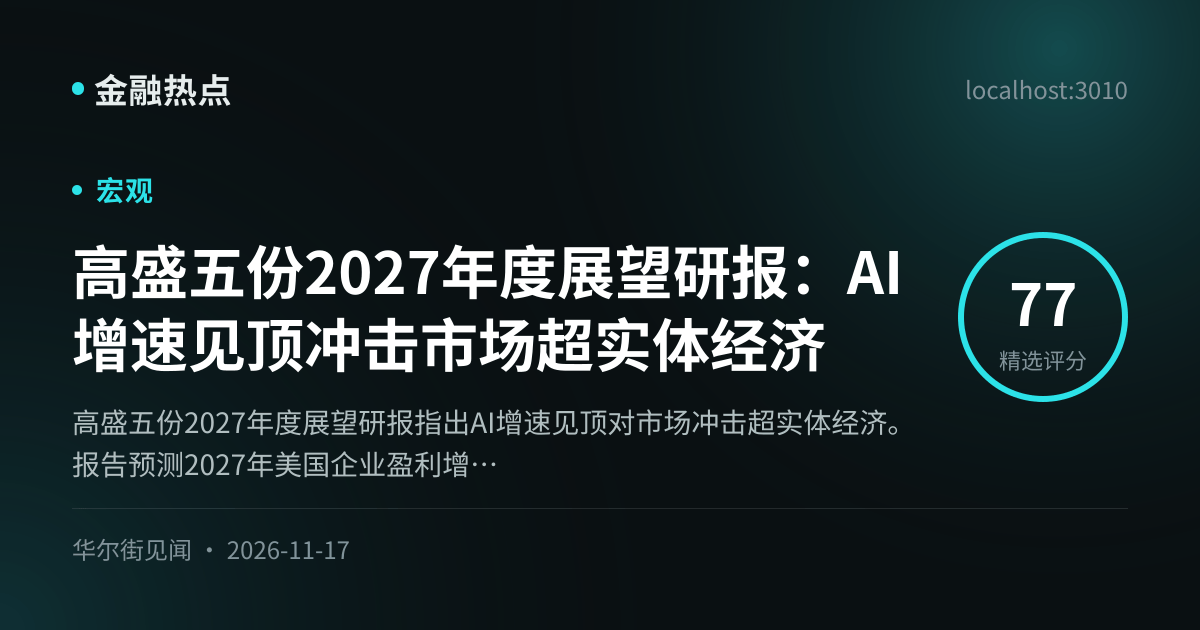 金融热点
localhost:3010
宏观
高盛五份2027年度展望研报：AI
增速见顶冲击市场超实体经济
77
精选评分
高盛五份2027年度展望研报指出AI增速见顶对市场冲击超实体经济。
报告预测2027年美国企业盈利增…
华尔街见闻 · 2026-11-17